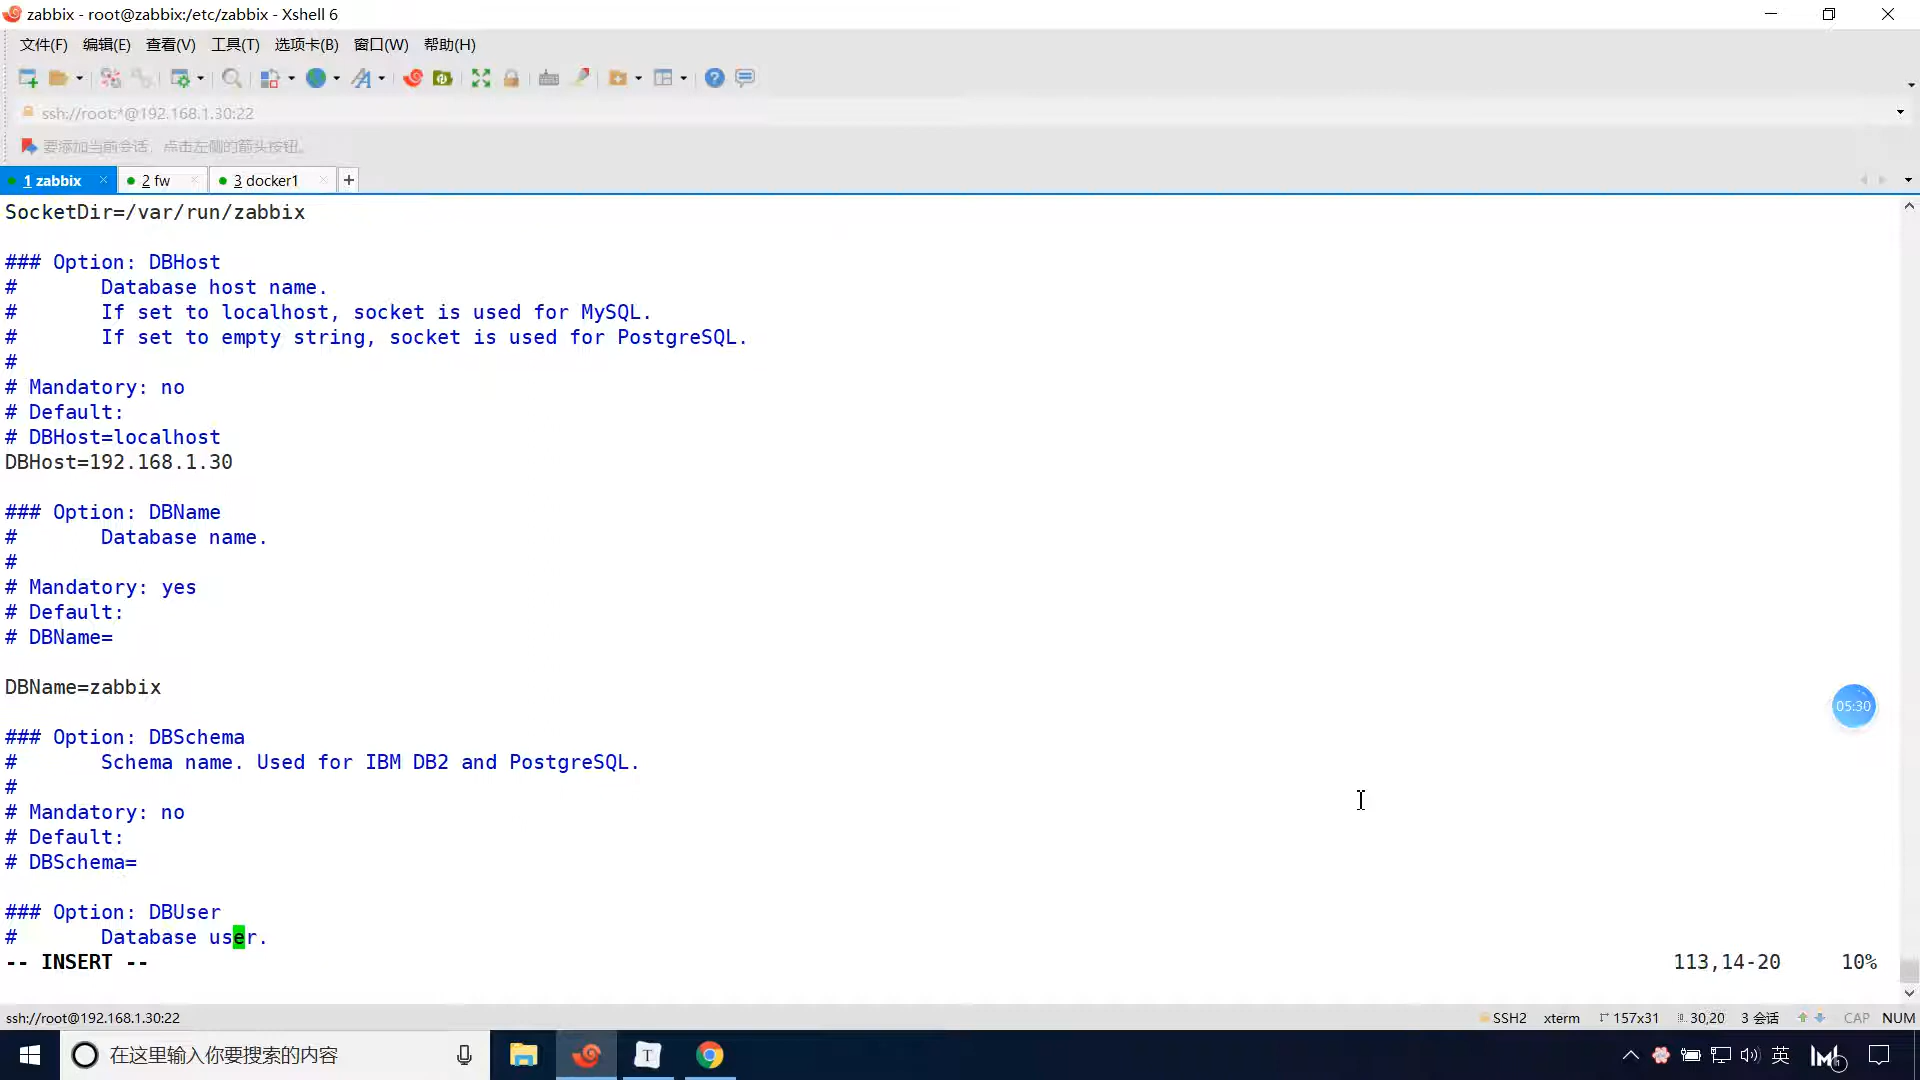 zabbix - root@zabbix:/etc/zabbix - Xshell 6
文件(F) 编辑(E) 查看(V) 工具(T) 选项卡(B) 窗口(W) 帮助(H)
ssh://root:*@192.168.1.30:22
要添加当前会话，点击左侧的箭头按钮。
1 zabbix × 2 fw × 3 docker1 × +
SocketDir=/var/run/zabbix
### Option: DBHost
# Database host name.
# If set to localhost, socket is used for MySQL.
# If set to empty string, socket is used for PostgreSQL.
#
# Mandatory: no
# Default:
# DBHost=localhost
DBHost=192.168.1.30
### Option: DBName
# Database name.
#
# Mandatory: yes
# Default:
# DBName=
DBName=zabbix
### Option: DBSchema
# Schema name. Used for IBM DB2 and PostgreSQL.
#
# Mandatory: no
# Default:
# DBSchema=
### Option: DBUser
# Database user.
-- INSERT -- 113,14-20 10%
05:30
ssh://root@192.168.1.30:22 SSH2 xterm 157x31 30,20 3 会话 CAP NUM
在这里输入你要搜索的内容 T 英